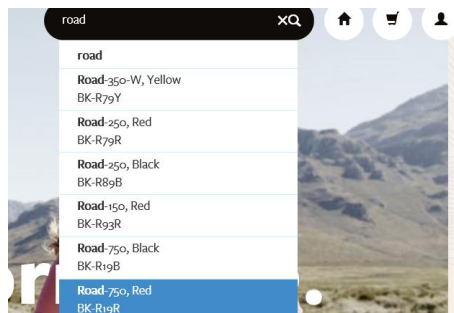 road
road
Road-350-W, Yellow
BK-R79Y
Road-250, Red
BK-R79R
Road-250, Black
BK-R89B
Road-150, Red
BK-R93R
Road-750, Black
BK-R19B
Road-750, Red
BK-R19R